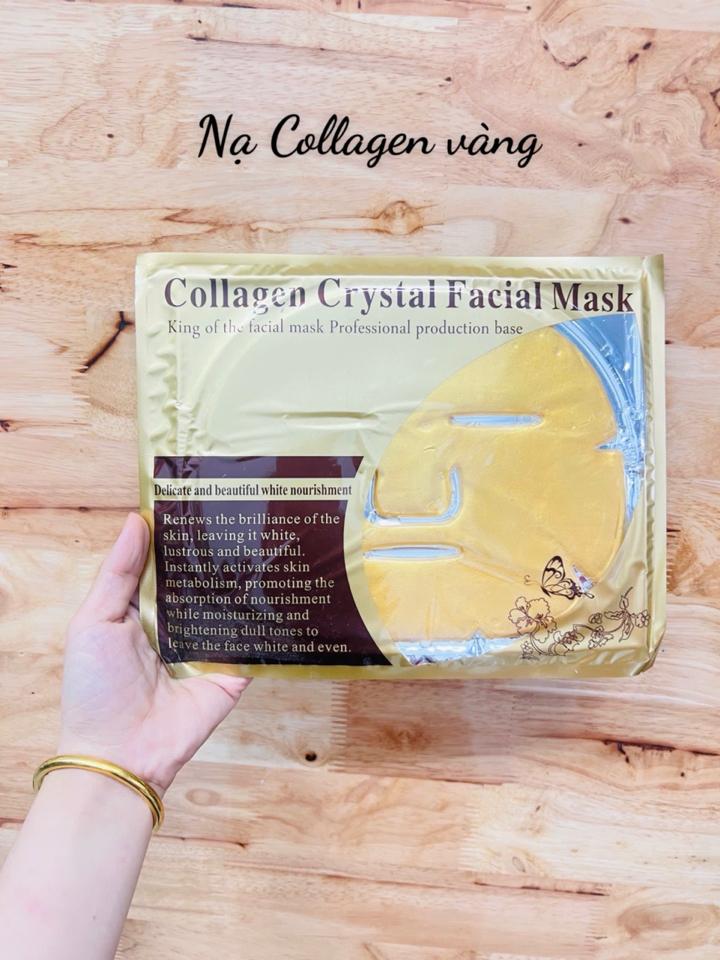 Nạ Collagen vàng
Collagen Crystal Facial Mask
King of the facial mask Professional production base
Delicate and beautiful white nourishment
Renews the brilliance of the
skin, leaving it white,
lustrous and beautiful.
Instantly activates skin
metabolism, promoting the
absorption of nourishment
while moisturizing and
brightening dull tones to
leave the face white and even.